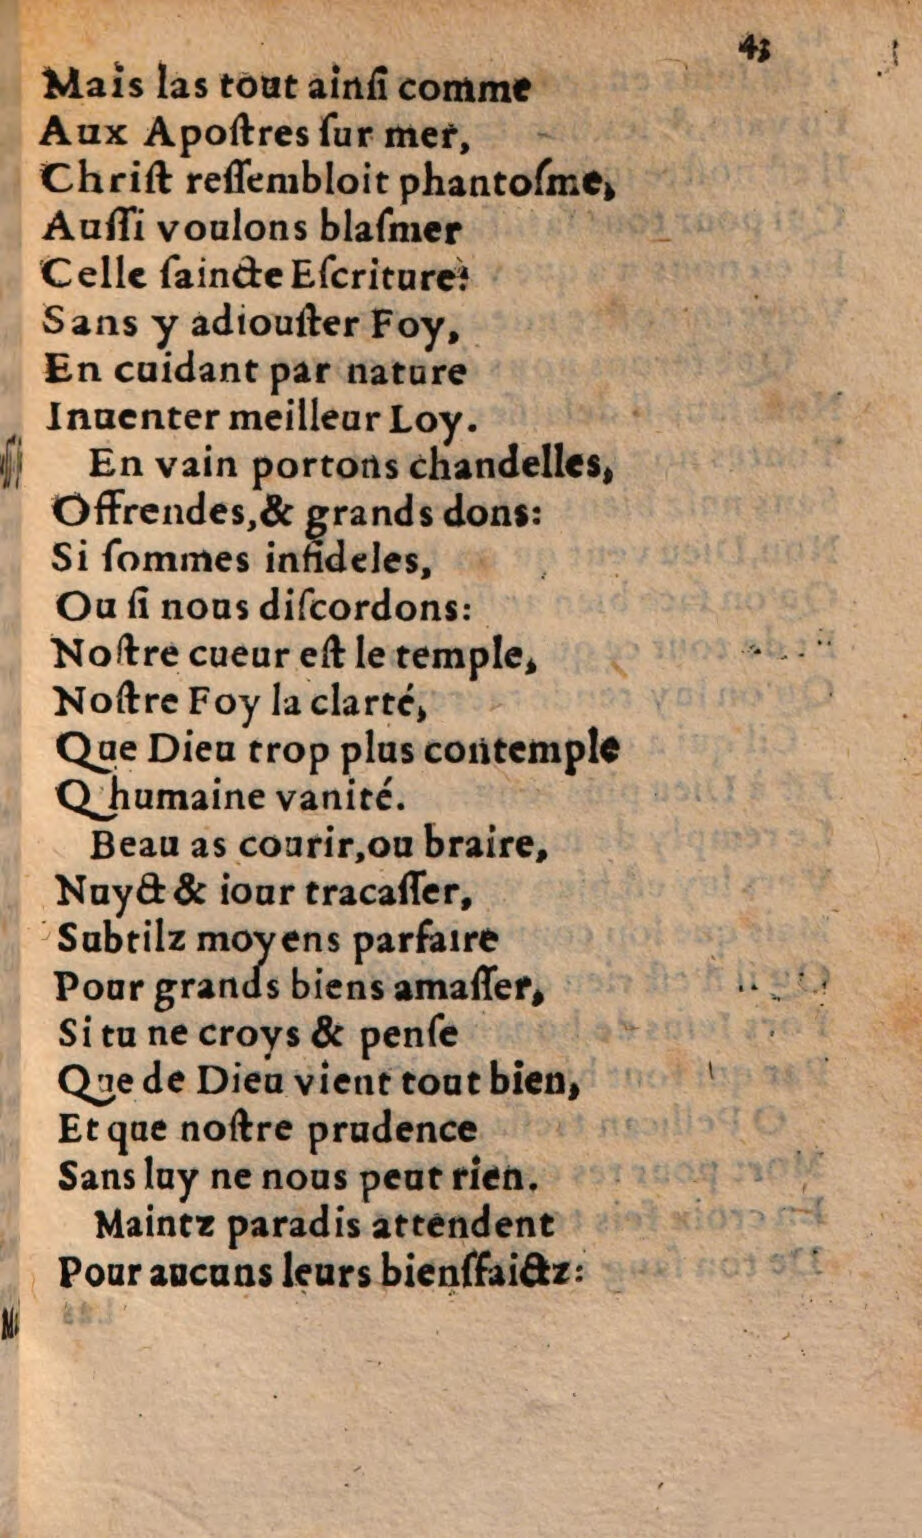 43
Mais las tout ainſi comme
Aux Apoſtres ſur mer,
Chriſt reſſembloit phantoſme,
Auſſi voulons blaſmer
Celle ſaincte Eſcriture:
Sans y adiouſter Foy,
En cuidant par nature
Inuenter meilleur Loy.
En vain portons chandelles,
Offrendes,& grands dons:
Si ſommes infideles,
Ou ſi nous diſcordons:
Noſtre cueur eſt le temple,
Noſtre Foy la clarté,
Que Dieu trop plus contemple
Q'humaine vanité.
Beau as courir,ou braire,
Nuyct & iour tracaſſer,
Subtilz moyens parfaire
Pour grands biens amaſſer,
Si tu ne croys & penſe
Que de Dieu vient tout bien,
Et que noſtre prudence
Sans luy ne nous peut rien.
Maintz paradis attendent
Pour aucuns leurs bienſfaictz: